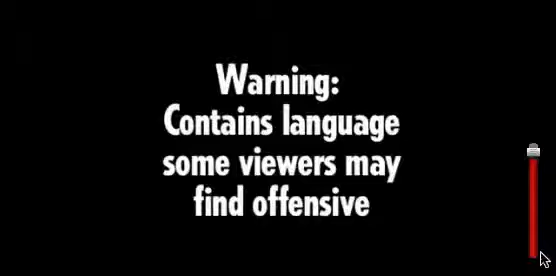 Warning:
Contains language
some viewers may
find offensive